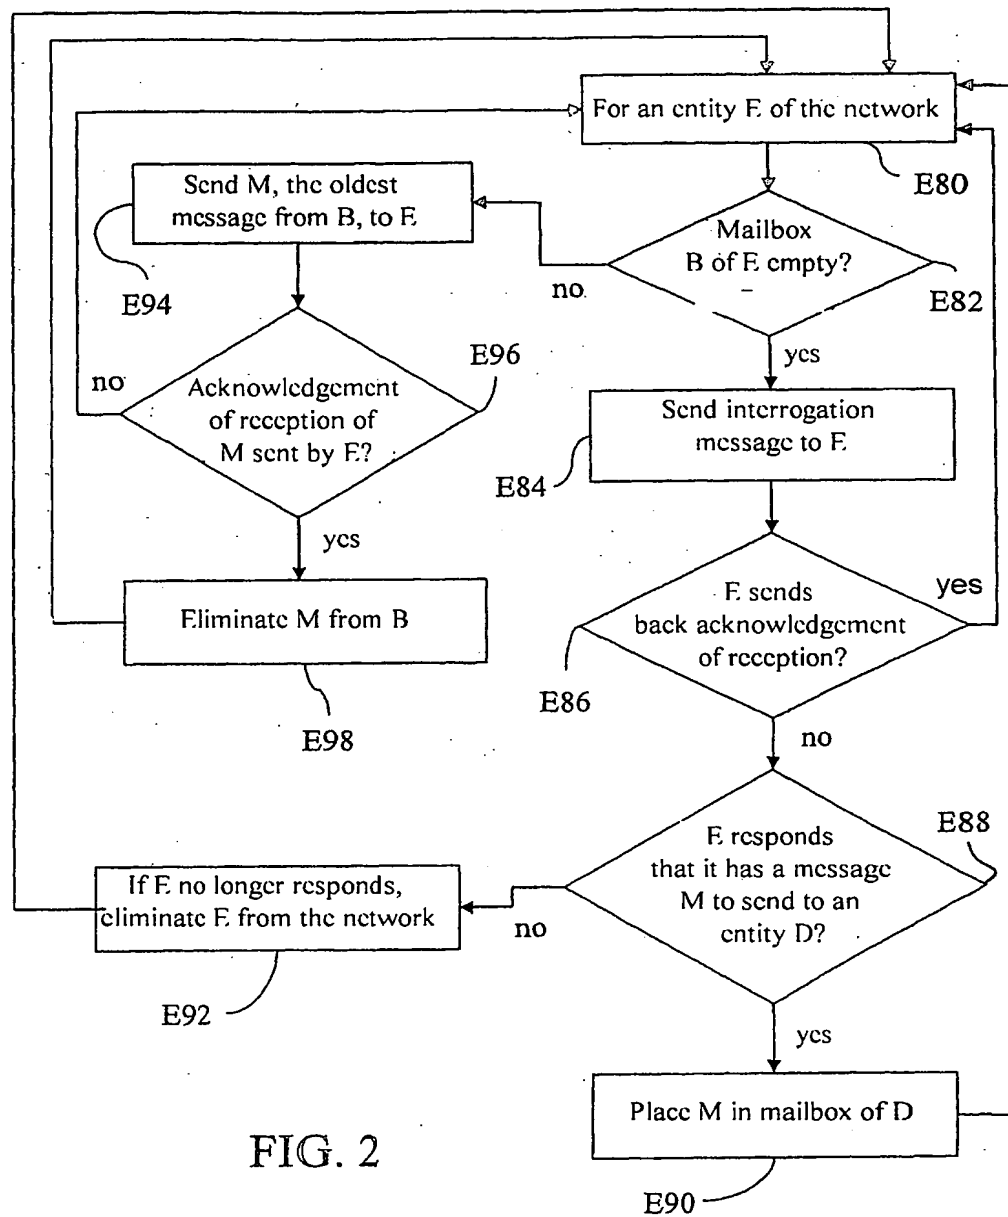 For an entity E of the network
E80
Send M, the oldest
message from B, to E
E94
Mailbox
B of E empty?
E82
no
yes
E96
no
Acknowledgement
of reception of
M sent by E?
Send interrogation
message to E
E84
yes
Eliminate M from B
E98
E sends
back acknowledgement
of reception?
yes
E86
no
E88
E responds
that it has a message
M to send to an
entity D?
If E no longer responds,
eliminate E from the network
no
E92
yes
Place M in mailbox of D
E90
FIG. 2